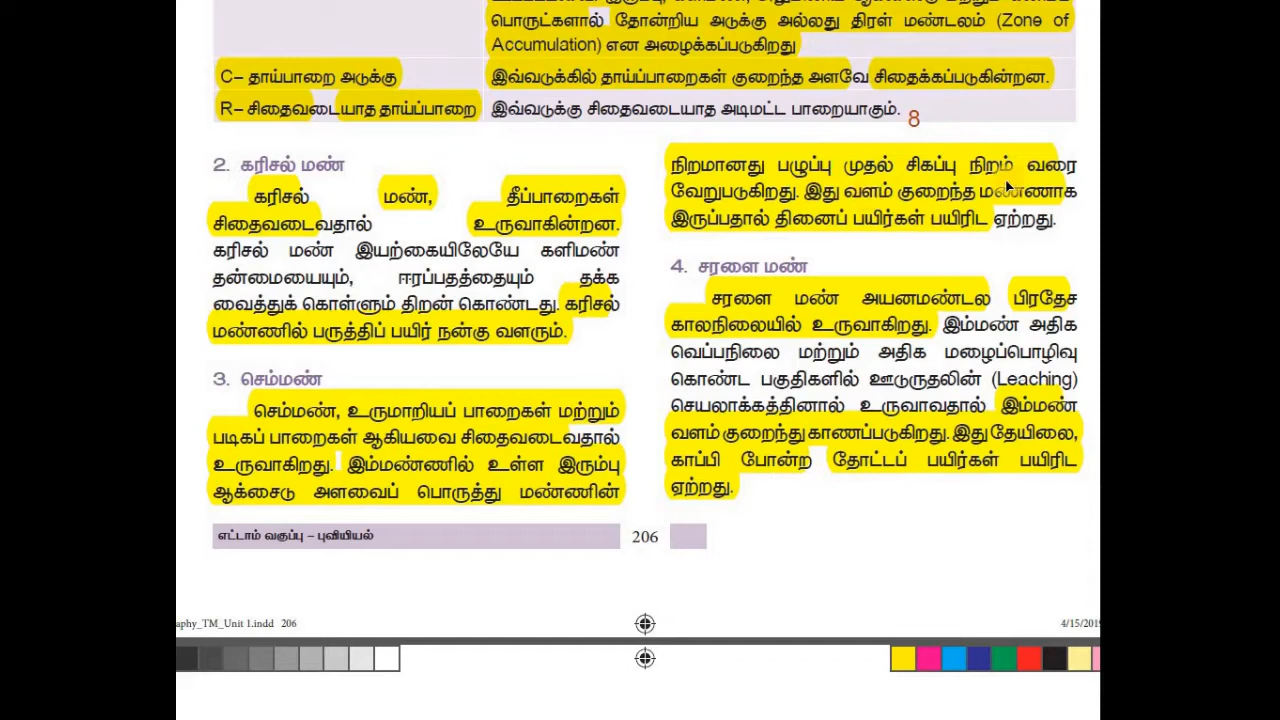 பொருட்களால் தோன்றிய அடுக்கு அல்லது திரள் மண்டலம் (Zone of
Accumulation) என அழைக்கப்படுகிறது
C– தாய்பாறை அடுக்கு
இவ்வடுக்கில் தாய்ப்பாறைகள் குறைந்த அளவே சிதைக்கப்படுகின்றன.
R– சிதைவடையாத தாய்ப்பாறை
இவ்வடுக்கு சிதைவடையாத அடிமட்ட பாறையாகும்.
8
2. கரிசல் மண்
கரிசல் மண், தீப்பாறைகள்
சிதைவடைவதால் உருவாகின்றன.
கரிசல் மண் இயற்கையிலேயே களிமண்
தன்மையையும், ஈரப்பதத்தையும் தக்க
வைத்துக் கொள்ளும் திறன் கொண்டது. கரிசல்
மண்ணில் பருத்திப் பயிர் நன்கு வளரும்.
3. செம்மண்
செம்மண், உருமாறியப் பாறைகள் மற்றும்
படிகப் பாறைகள் ஆகியவை சிதைவடைவதால்
உருவாகிறது. இம்மண்ணில் உள்ள இரும்பு
ஆக்சைடு அளவைப் பொருத்து மண்ணின்
நிறமானது பழுப்பு முதல் சிகப்பு நிறம் வரை
வேறுபடுகிறது. இது வளம் குறைந்த மண்ணாக
இருப்பதால் தினைப் பயிர்கள் பயிரிட ஏற்றது.
4. சரளை மண்
சரளை மண் அயனமண்டல பிரதேச
காலநிலையில் உருவாகிறது. இம்மண் அதிக
வெப்பநிலை மற்றும் அதிக மழைப்பொழிவு
கொண்ட பகுதிகளில் ஊடுருதலின் (Leaching)
செயலாக்கத்தினால் உருவாவதால் இம்மண்
வளம் குறைந்து காணப்படுகிறது. இது தேயிலை,
காப்பி போன்ற தோட்டப் பயிர்கள் பயிரிட
ஏற்றது.
எட்டாம் வகுப்பு – புவியியல்
206
aphy_TM_Unit 1.indd 206
4/15/2019